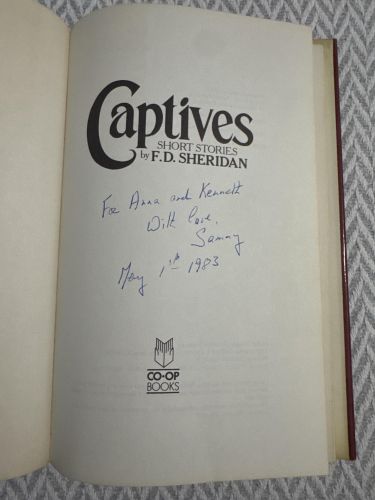 Captives
SHORT STORIES
by F.D. SHERIDAN
For Anna and Kenneth
With love,
Sammy
May 1st 1983
CO-OP
BOOKS